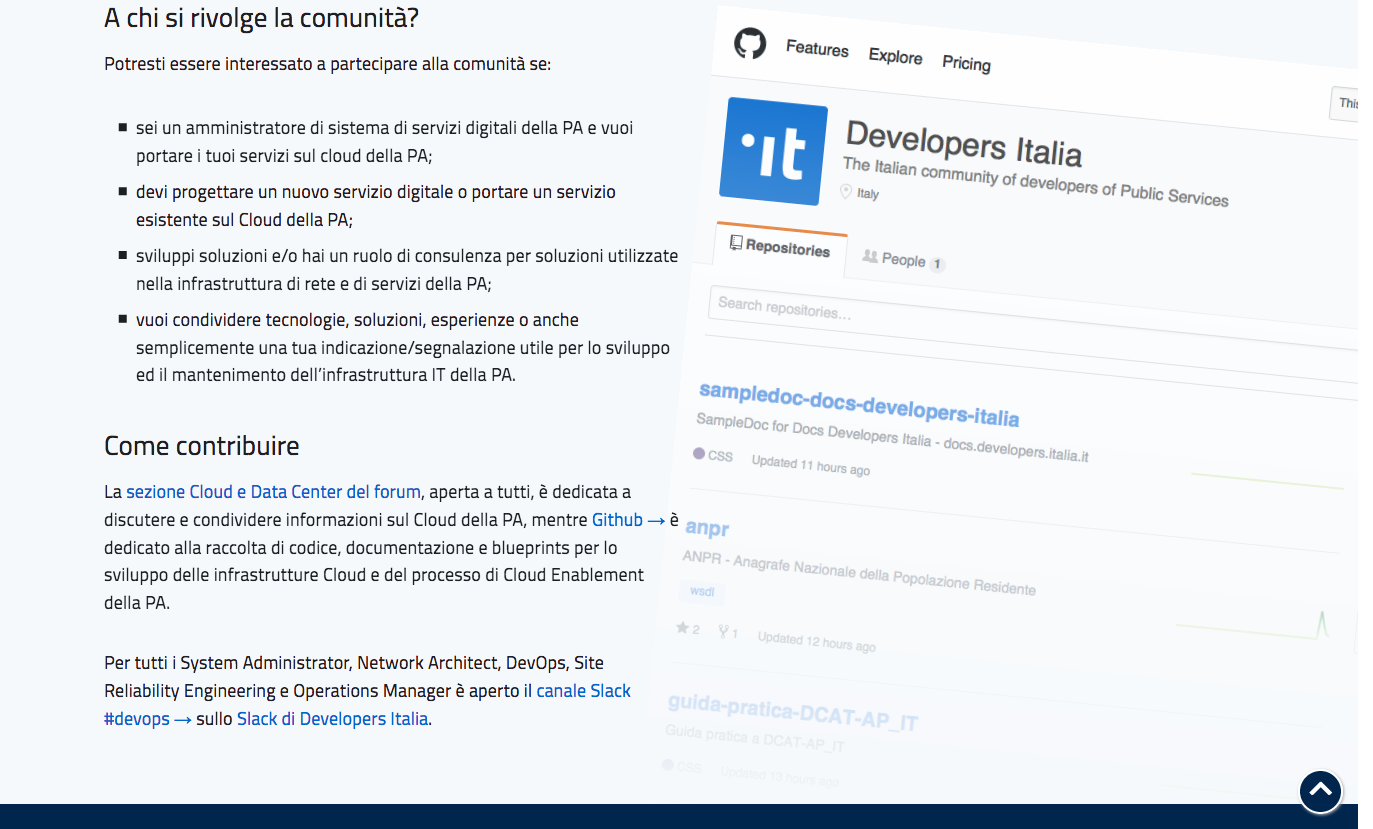 A chi si rivolge la comunità?
Potresti essere interessato a partecipare alla comunità se:
sei un amministratore di sistema di servizi digitali della PA e vuoi
portare i tuoi servizi sul cloud della PA;
devi progettare un nuovo servizio digitale o portare un servizio
esistente sul Cloud della PA;
sviluppi soluzioni e/o hai un ruolo di consulenza per soluzioni utilizzate
nella infrastruttura di rete e di servizi della PA;
vuoi condividere tecnologie, soluzioni, esperienze o anche
semplicemente una tua indicazione/segnalazione utile per lo sviluppo
ed il mantenimento dell'infrastruttura IT della PA.
Come contribuire
La sezione Cloud e Data Center del forum, aperta a tutti, è dedicata a
discutere e condividere informazioni sul Cloud della PA, mentre Github → è
dedicato alla raccolta di codice, documentazione e blueprints per lo
sviluppo delle infrastrutture Cloud e del processo di Cloud Enablement
della PA.
Per tutti i System Administrator, Network Architect, DevOps, Site
Reliability Engineering e Operations Manager è aperto il canale Slack
#devops → sullo Slack di Developers Italia.
Features Explore Pricing
it
Developers Italia
The Italian community of developers of Public Services
Italy
Repositories People 1
Search repositories...
sampledoc-docs-developers-italia
SampleDoc for Docs Developers Italia - docs.developers.italia.it
CSS Updated 11 hours ago
anpr
ANPR - Anagrafe Nazionale della Popolazione Residente
wsdl
2 1 Updated 12 hours ago
guida-pratica-DCAT-AP_IT
Guida pratica a DCAT-AP_IT
CSS Updated 13 hours ago